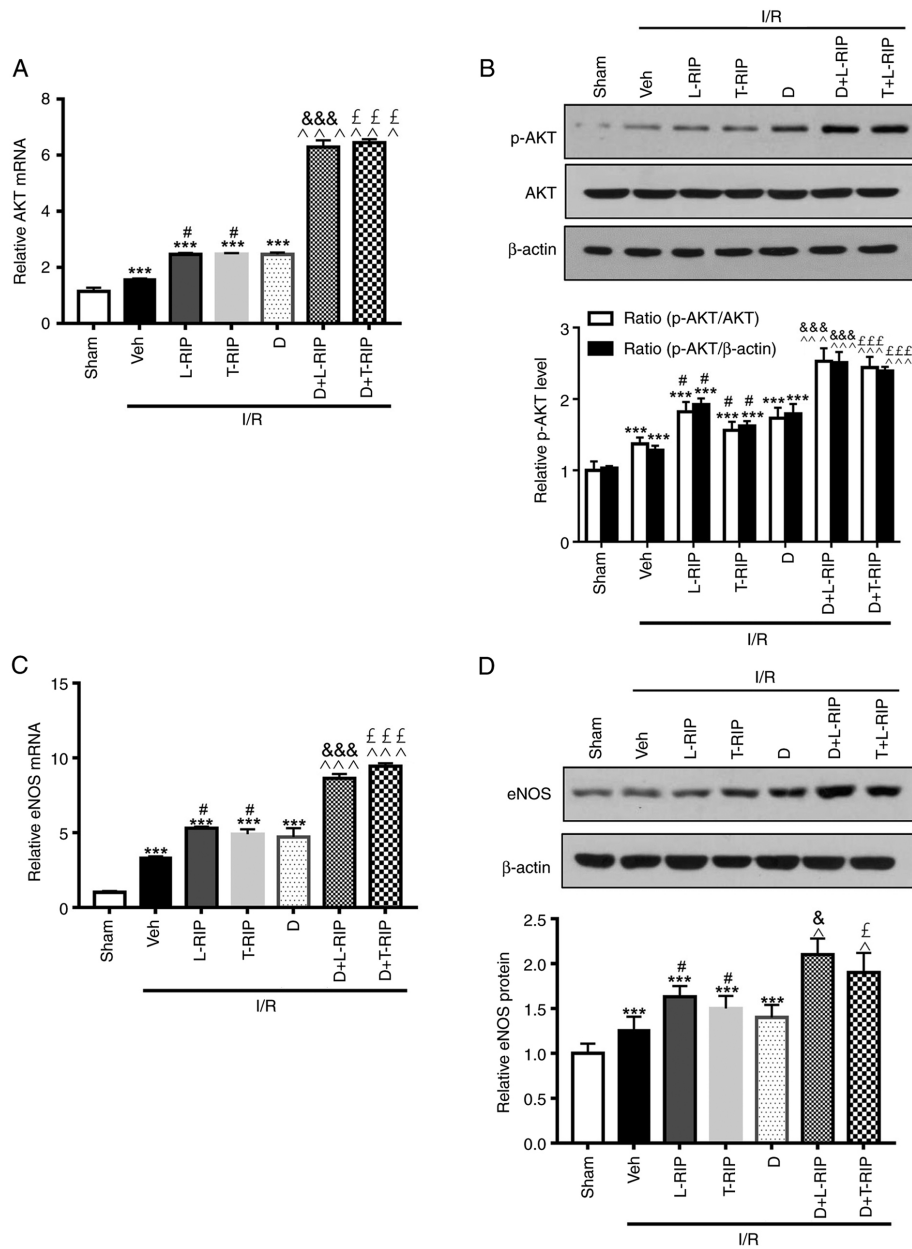 A
Relative AKT mRNA
8
6
4
2
0
***
#
***
#
***
***
&&&
^ ^ ^
£ £ £
^ ^ ^
Sham
Veh
L-RIP
T-RIP
D
D+L-RIP
D+T-RIP
I/R
B
I/R
Sham
Veh
L-RIP
T-RIP
D
D+L-RIP
T+L-RIP
p-AKT
AKT
β-actin
Ratio (p-AKT/AKT)
Ratio (p-AKT/β-actin)
Relative p-AKT level
3
2
1
0
*** ***
# #
*** ***
# #
*** ***
*** ***
&&& &&&
^^^ ^^^
£££ £££
^^^ ^^^
Sham
Veh
L-RIP
T-RIP
D
D+L-RIP
D+T-RIP
I/R
C
Relative eNOS mRNA
15
10
5
0
***
#
***
#
***
***
&&&
^ ^ ^
£ £ £
^ ^ ^
Sham
Veh
L-RIP
T-RIP
D
D+L-RIP
D+T-RIP
I/R
D
I/R
Sham
Veh
L-RIP
T-RIP
D
D+L-RIP
T+L-RIP
eNOS
β-actin
Relative eNOS protein
2.5
2.0
1.5
1.0
0.5
0.0
***
#
***
#
***
***
&
^
£
^
Sham
Veh
L-RIP
T-RIP
D
D+L-RIP
D+T-RIP
I/R